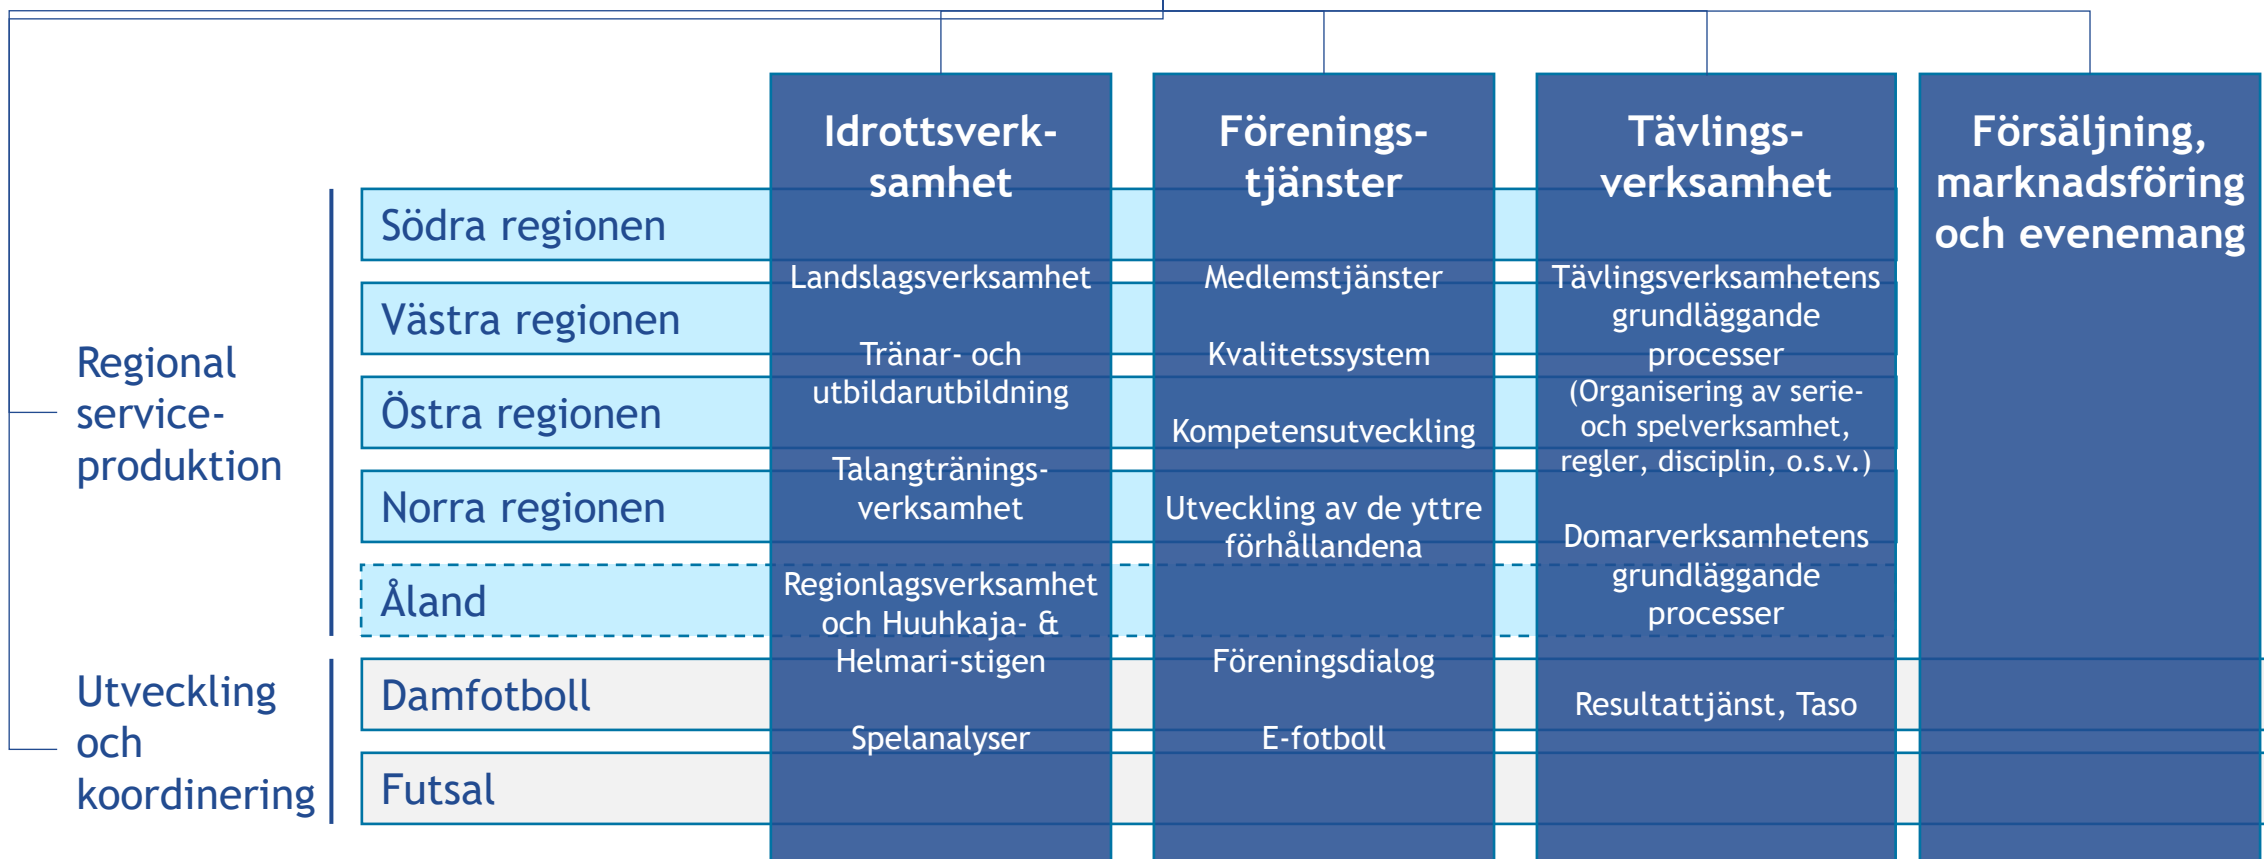 Idrottsverk-
samhet
Landslagsverksamhet
Tränar- och
utbildarutbildning
Talangtränings-
verksamhet
Regionlagsverksamhet
och Huuhkaja- &
Helmari-stigen
Spelanalyser
Förenings-
tjänster
Medlemstjänster
Kvalitetssystem
Kompetensutveckling
Utveckling av de yttre
förhållandena
Föreningsdialog
E-fotboll
Tävlings-
verksamhet
Tävlingsverksamhetens
grundläggande
processer
(Organisering av serie-
och spelverksamhet,
regler, disciplin, o.s.v.)
Domarverksamhetens
grundläggande
processer
Resultattjänst, Taso
Försäljning,
marknadsföring
och evenemang
Regional
service-
produktion
Södra regionen
Västra regionen
Östra regionen
Norra regionen
Åland
Utveckling
och
koordinering
Damfotboll
Futsal